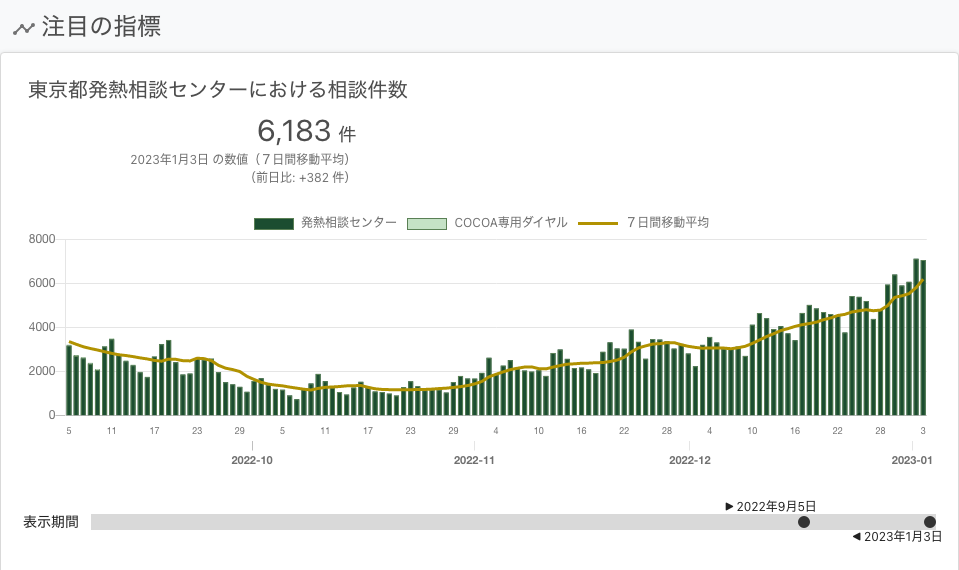 注目の指標
東京都発熱相談センターにおける相談件数
6,183 件
2023年1月3日 の数値（７日間移動平均）
（前日比: +382 件）
発熱相談センター COCOA専用ダイヤル ７日間移動平均
8000
6000
4000
2000
0
5 11 17 23 29 5 11 17 23 29 4 10 16 22 28 4 10 16 22 28 3
2022-10 2022-11 2022-12 2023-01
▶ 2022年9月5日
表示期間
◀ 2023年1月3日